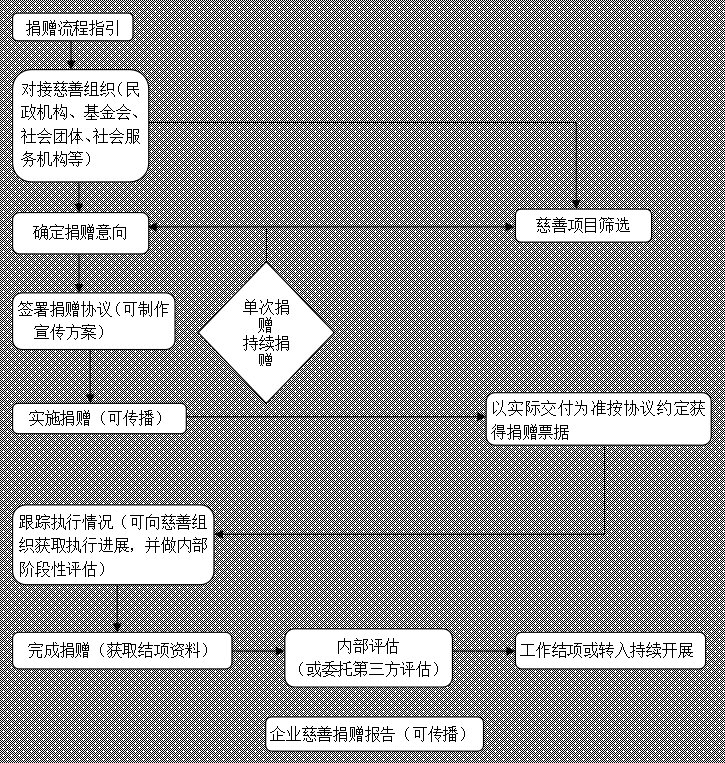 捐赠流程指引
对接慈善组织（民
政机构、基金会、
社会团体、社会服
务机构等）
确定捐赠意向
慈善项目筛选
签署捐赠协议（可制作
宣传方案）
单次捐
赠
持续捐
赠
实施捐赠（可传播）
以实际交付为准按协议约定获
得捐赠票据
跟踪执行情况（可向慈善组
织获取执行进展，并做内部
阶段性评估）
完成捐赠（获取结项资料）
内部评估
（或委托第三方评估）
工作结项或转入持续开展
企业慈善捐赠报告（可传播）